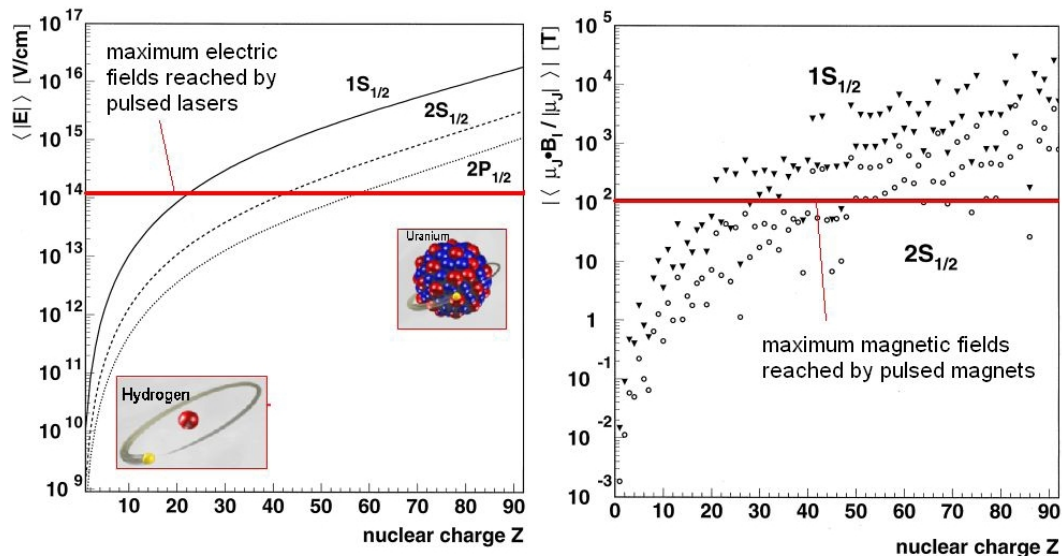 10^17
10^16
10^15
10^14
10^13
10^12
10^11
10^10
10^9
⟨ |E| ⟩ [V/cm]
maximum electric
fields reached by
pulsed lasers
1S1/2
2S1/2
2P1/2
Uranium
Hydrogen
10 20 30 40 50 60 70 80 90
nuclear charge Z
10^5
10^4
10^3
10^2
10
1
10^-1
10^-2
10^-3
|⟨ μJ•BI / |μJ| ⟩| [T]
1S1/2
2S1/2
maximum magnetic fields
reached by pulsed magnets
0 10 20 30 40 50 60 70 80 90
nuclear charge Z